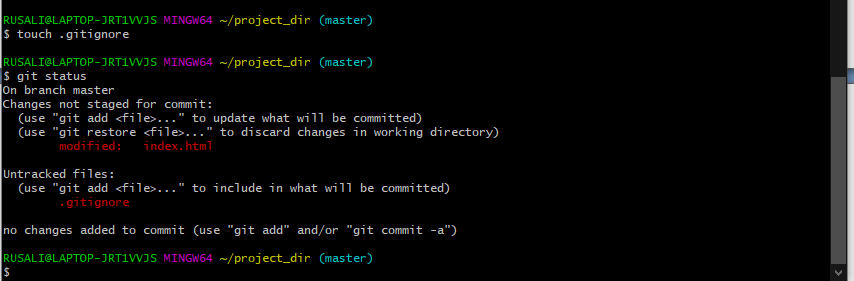 RUSALI@LAPTOP-JRT1VVJS MINGW64 ~/project_dir (master)
$ touch .gitignore
RUSALI@LAPTOP-JRT1VVJS MINGW64 ~/project_dir (master)
$ git status
On branch master
Changes not staged for commit:
  (use "git add <file>..." to update what will be committed)
  (use "git restore <file>..." to discard changes in working directory)
        modified:   index.html
Untracked files:
  (use "git add <file>..." to include in what will be committed)
        .gitignore
no changes added to commit (use "git add" and/or "git commit -a")
RUSALI@LAPTOP-JRT1VVJS MINGW64 ~/project_dir (master)
$